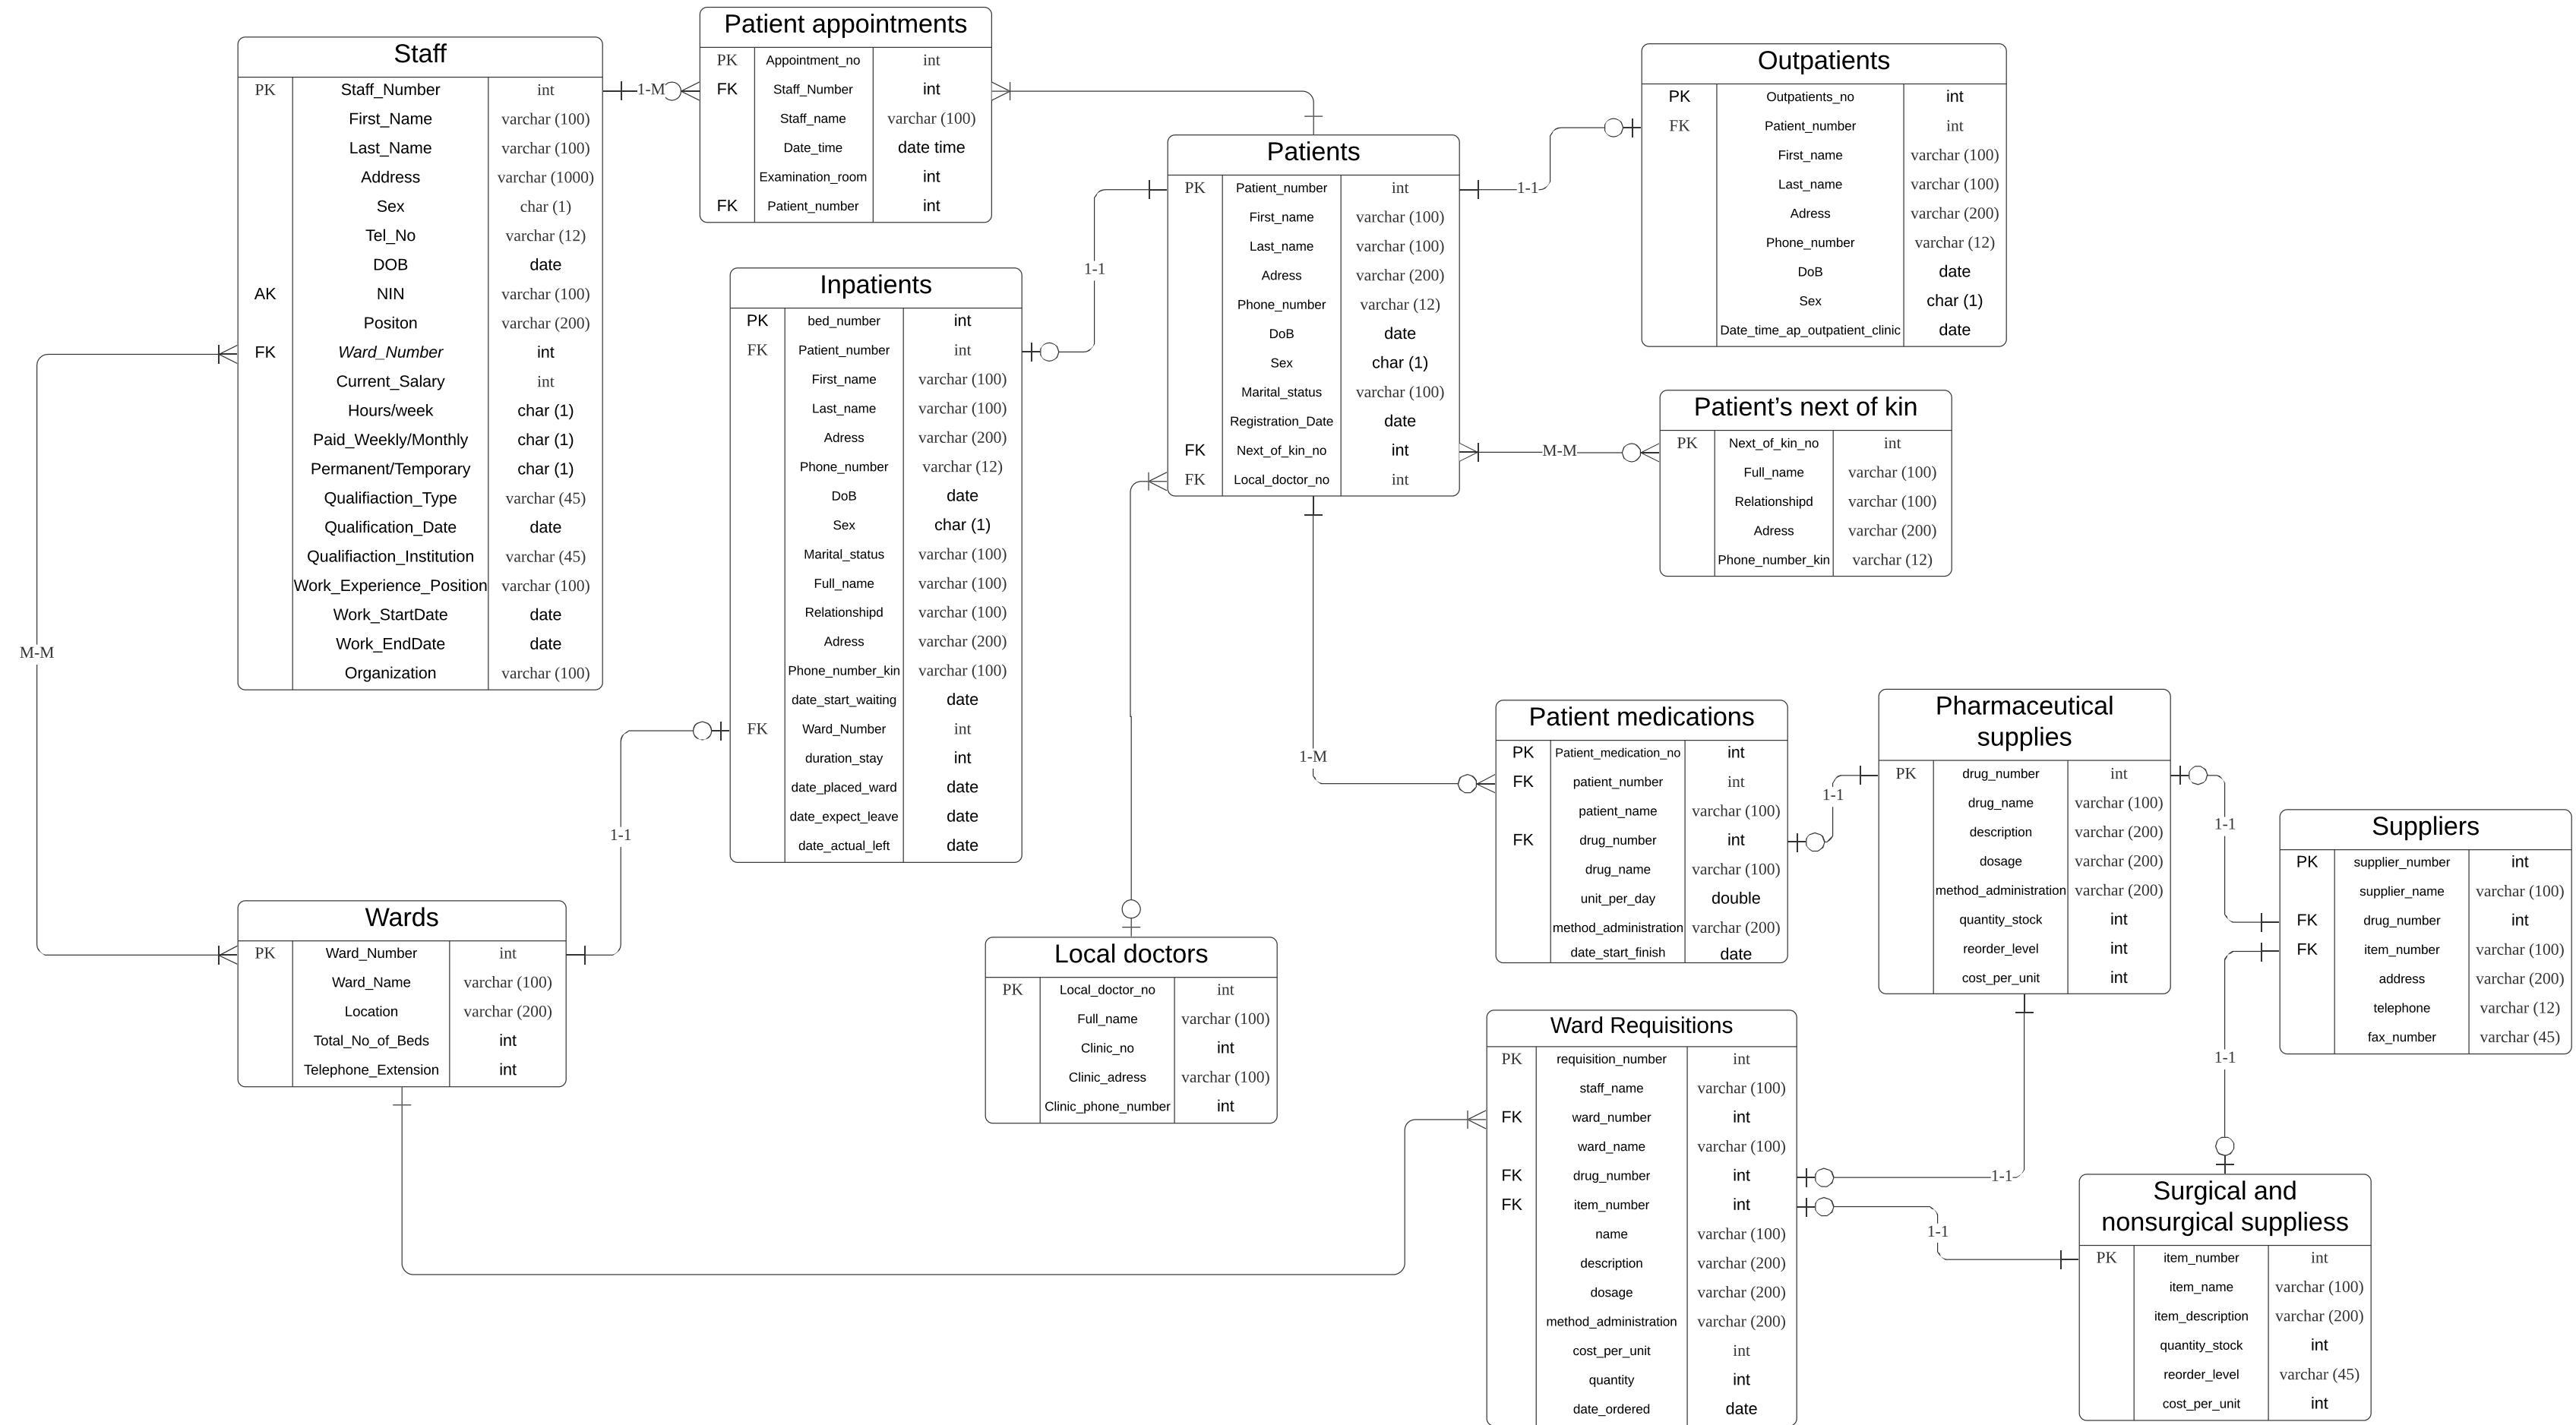 Staff
PK Staff_Number int
First_Name varchar (100)
Last_Name varchar (100)
Address varchar (1000)
Sex char (1)
Tel_No varchar (12)
DOB date
AK NIN varchar (100)
Positon varchar (200)
FK Ward_Number int
Current_Salary int
Hours/week char (1)
Paid_Weekly/Monthly char (1)
Permanent/Temporary char (1)
Qualifiaction_Type varchar (45)
Qualification_Date date
Qualifiaction_Institution varchar (45)
Work_Experience_Position varchar (100)
Work_StartDate date
Work_EndDate date
Organization varchar (100)
1-M
Patient appointments
PK Appointment_no int
FK Staff_Number int
Staff_name varchar (100)
Date_time date time
Examination_room int
FK Patient_number int
Inpatients
PK bed_number int
FK Patient_number int
First_name varchar (100)
Last_name varchar (100)
Adress varchar (200)
Phone_number varchar (12)
DoB date
Sex char (1)
Marital_status varchar (100)
Full_name varchar (100)
Relationshipd varchar (100)
Adress varchar (200)
Phone_number_kin varchar (100)
date_start_waiting date
FK Ward_Number int
duration_stay int
date_placed_ward date
date_expect_leave date
date_actual_left date
1-1
Patients
PK Patient_number int
First_name varchar (100)
Last_name varchar (100)
Adress varchar (200)
Phone_number varchar (12)
DoB date
Sex char (1)
Marital_status varchar (100)
Registration_Date date
FK Next_of_kin_no int
FK Local_doctor_no int
1-1
Outpatients
PK Outpatients_no int
FK Patient_number int
First_name varchar (100)
Last_name varchar (100)
Adress varchar (200)
Phone_number varchar (12)
DoB date
Sex char (1)
Date_time_ap_outpatient_clinic date
M-M
Patient’s next of kin
PK Next_of_kin_no int
Full_name varchar (100)
Relationshipd varchar (100)
Adress varchar (200)
Phone_number_kin varchar (12)
M-M
1-1
1-M
Wards
PK Ward_Number int
Ward_Name varchar (100)
Location varchar (200)
Total_No_of_Beds int
Telephone_Extension int
Local doctors
PK Local_doctor_no int
Full_name varchar (100)
Clinic_no int
Clinic_adress varchar (100)
Clinic_phone_number int
Patient medications
PK Patient_medication_no int
FK patient_number int
patient_name varchar (100)
FK drug_number int
drug_name varchar (100)
unit_per_day double
method_administration varchar (200)
date_start_finish date
1-1
Pharmaceutical
supplies
PK drug_number int
drug_name varchar (100)
description varchar (200)
dosage varchar (200)
method_administration varchar (200)
quantity_stock int
reorder_level int
cost_per_unit int
1-1
Suppliers
PK supplier_number int
supplier_name varchar (100)
FK drug_number int
FK item_number varchar (100)
address varchar (200)
telephone varchar (12)
fax_number varchar (45)
1-1
Ward Requisitions
PK requisition_number int
staff_name varchar (100)
FK ward_number int
ward_name varchar (100)
FK drug_number int
FK item_number int
name varchar (100)
description varchar (200)
dosage varchar (200)
method_administration varchar (200)
cost_per_unit int
quantity int
date_ordered date
1-1
1-1
Surgical and
nonsurgical suppliess
PK item_number int
item_name varchar (100)
item_description varchar (200)
quantity_stock int
reorder_level varchar (45)
cost_per_unit int